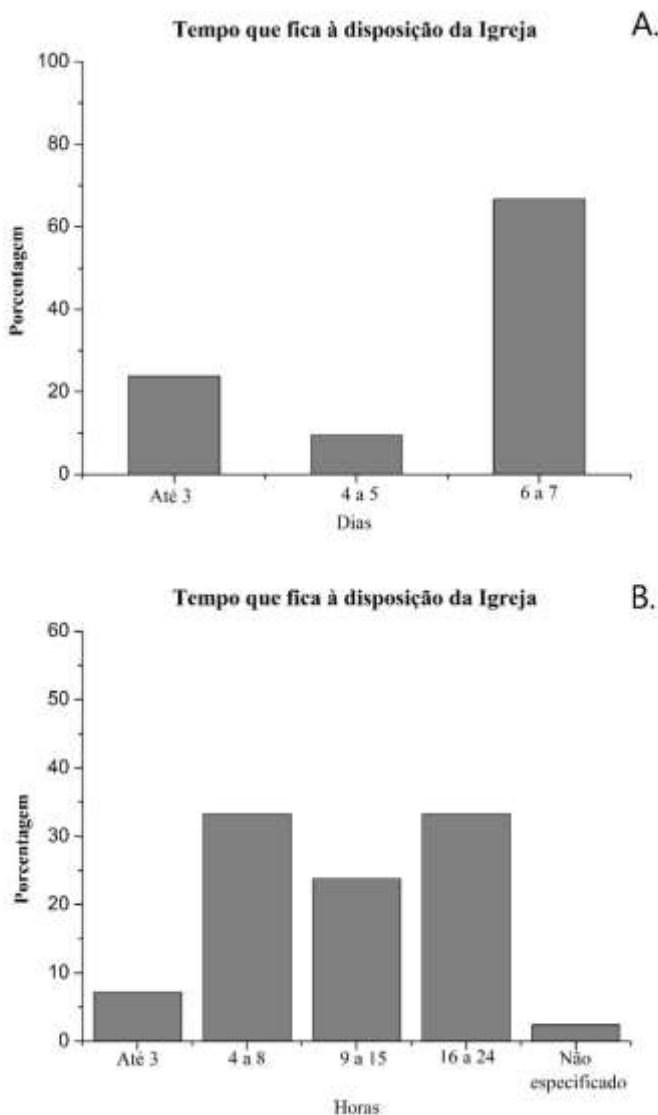 Tempo que fica à disposição da Igreja
A.
100
80
60
40
20
0
Porcentagem
Até 3
4 a 5
6 a 7
Dias
Tempo que fica à disposição da Igreja
B.
60
50
40
30
20
10
0
Porcentagem
Até 3
4 a 8
9 a 15
16 a 24
Não
especificado
Horas